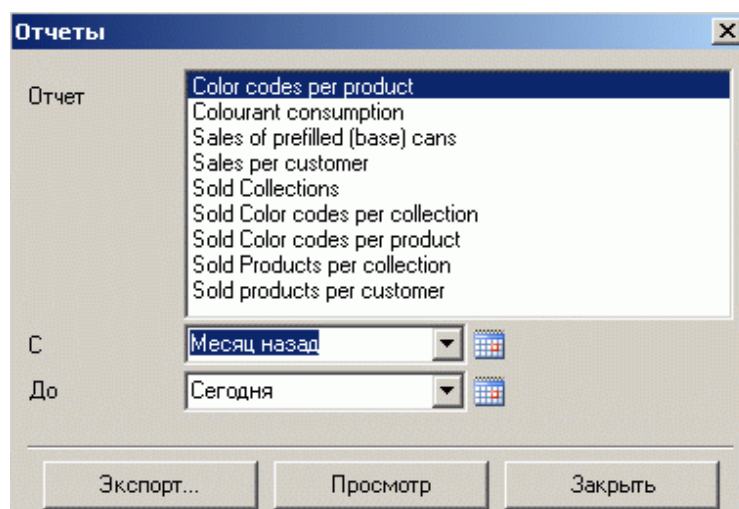 Отчеты
Отчет
Color codes per product
Colourant consumption
Sales of prefilled (base) cans
Sales per customer
Sold Collections
Sold Color codes per collection
Sold Color codes per product
Sold Products per collection
Sold products per customer
С Месяц назад
До Сегодня
Экспорт... Просмотр Закрыть